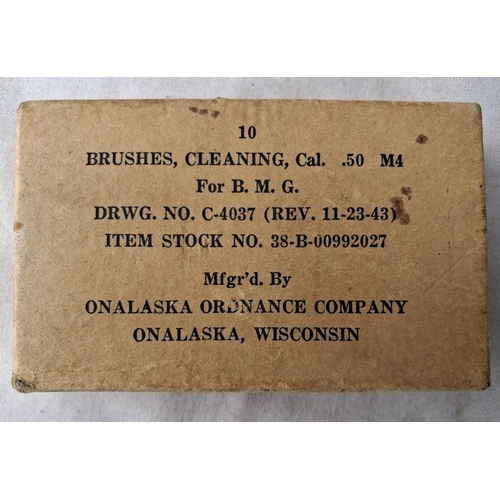 10
BRUSHES, CLEANING, Cal. .50 M4
For B. M. G.
DRWG. NO. C-4037 (REV. 11-23-43)
ITEM STOCK NO. 38-B-00992027
Mfgr'd. By
ONALASKA ORDNANCE COMPANY
ONALASKA, WISCONSIN